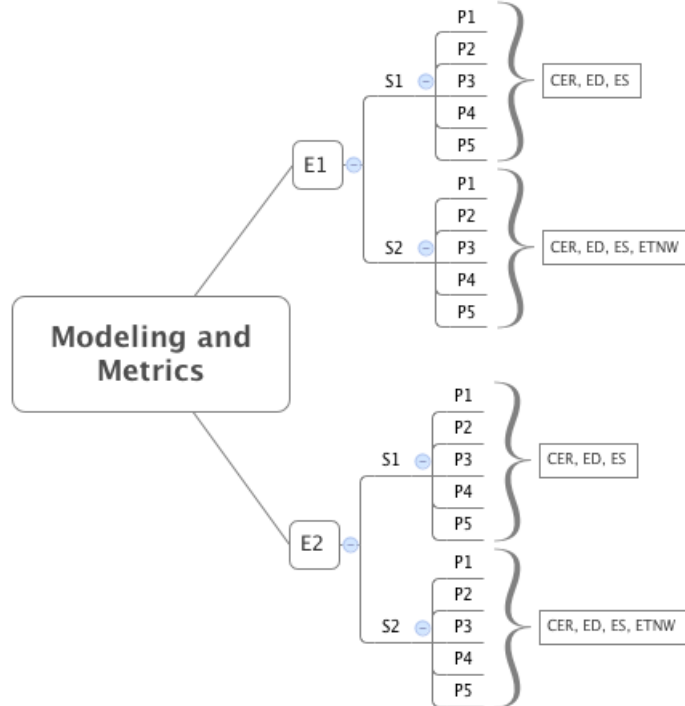 Modeling and
Metrics
E1
S1
P1
P2
P3
P4
P5
CER, ED, ES
S2
P1
P2
P3
P4
P5
CER, ED, ES, ETNW
E2
S1
P1
P2
P3
P4
P5
CER, ED, ES
S2
P1
P2
P3
P4
P5
CER, ED, ES, ETNW